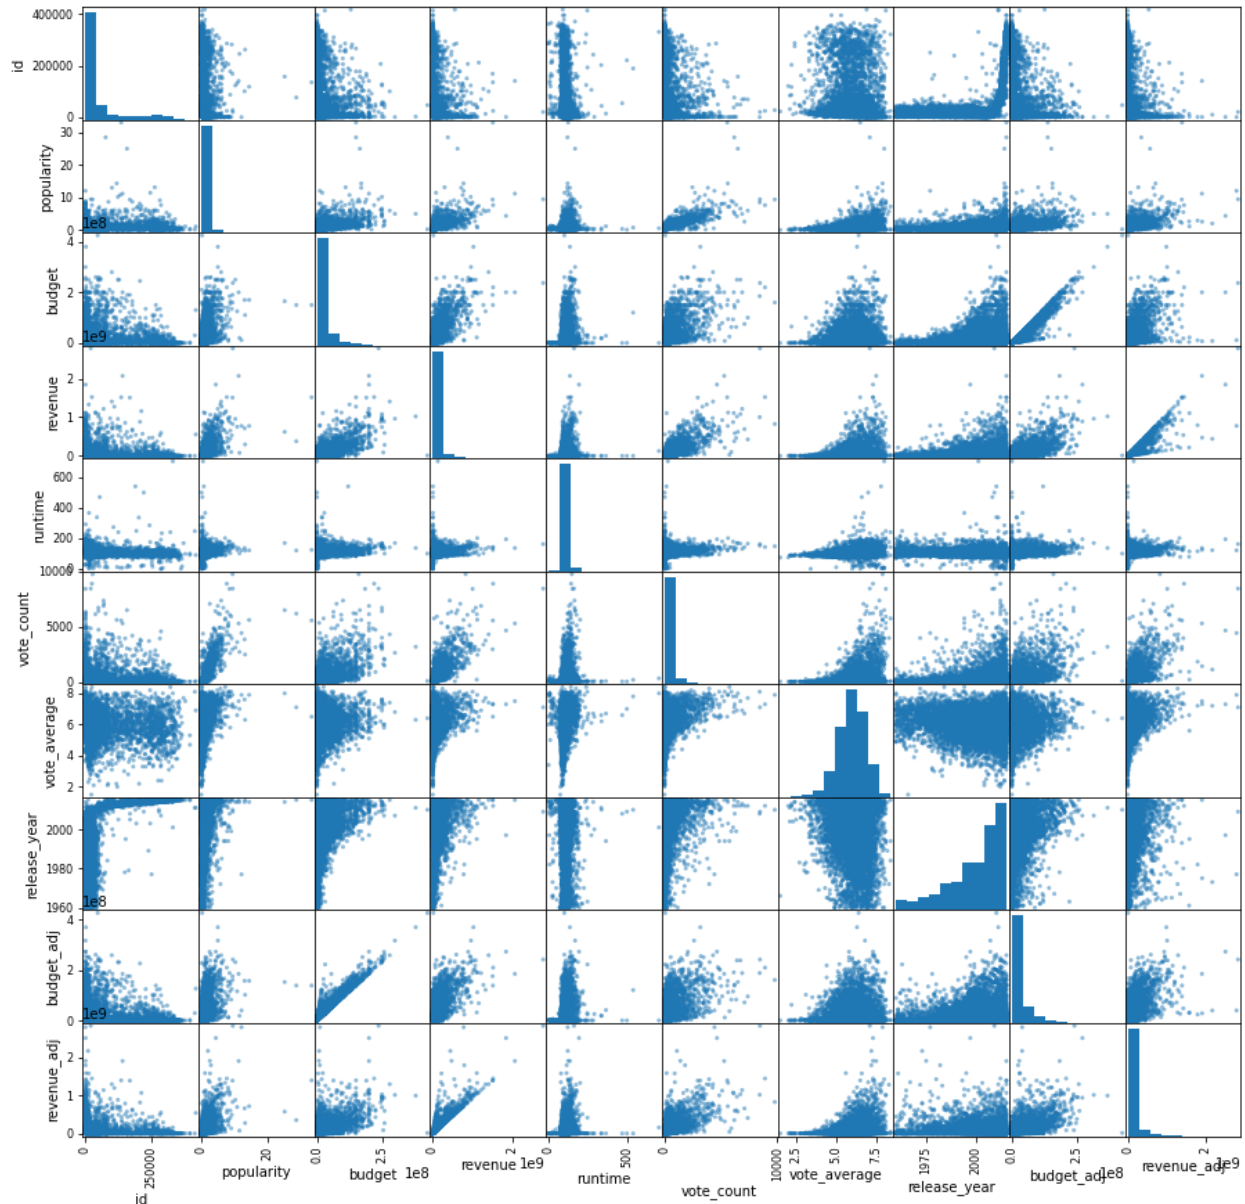 400000
200000
0
id
30
20
10
0
popularity
1e8
4
2
0
budget
1e9
2
1
0
revenue
600
400
200
0
runtime
10000
5000
0
vote_count
8
6
4
2
vote_average
2000
1980
1960
release_year
1e8
4
2
0
budget_adj
1e9
2
1
0
revenue_adj
0
250000
id
0
20
popularity
0.0
2.5
1e8
budget
0
2
1e9
revenue
0
500
runtime
0
10000
vote_count
2.5
5.0
7.5
vote_average
1975
2000
release_year
0.0
2.5
1e8
budget_adj
0
2
1e9
revenue_adj